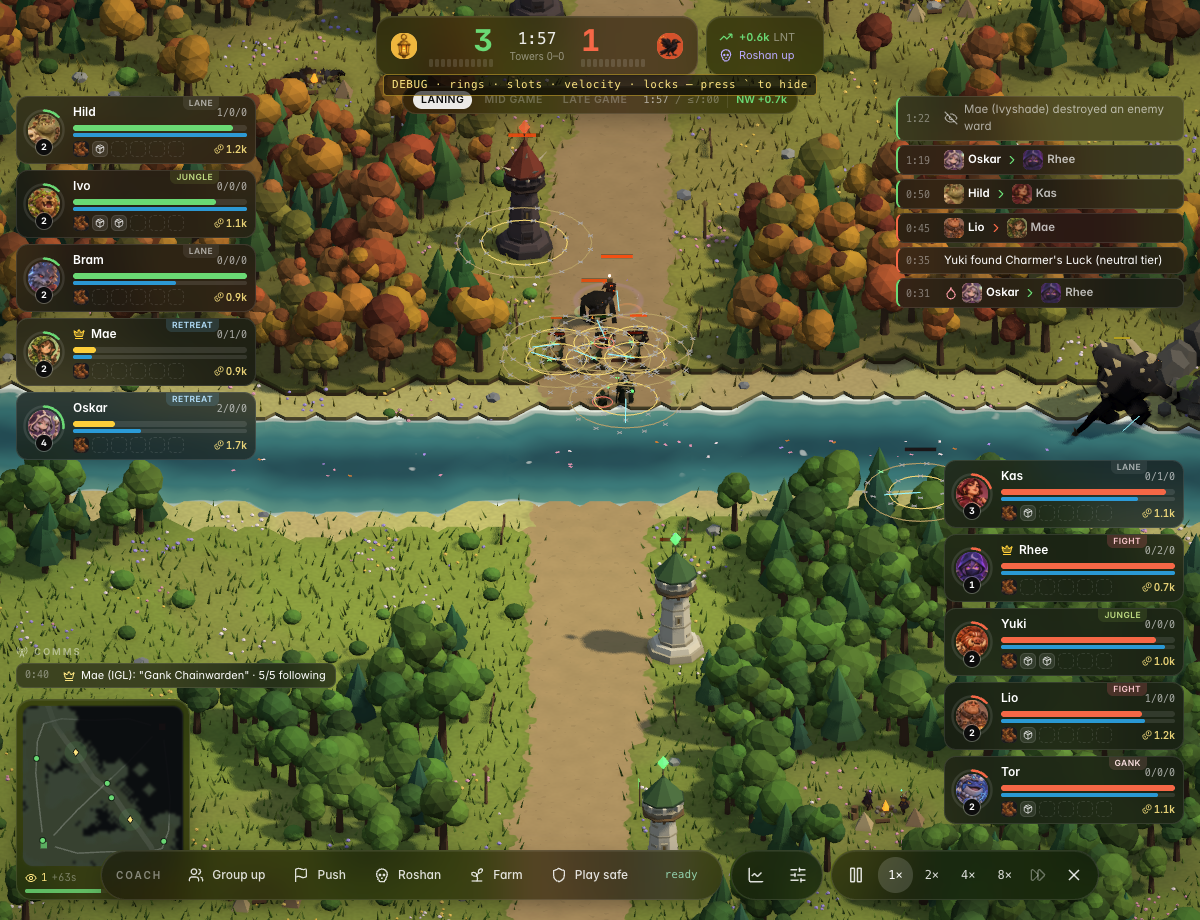 3 1:57 1
Towers 0–0
+0.6k LNT
Roshan up
DEBUG · rings · slots · velocity · locks — press ` to hide
LANING MID GAME LATE GAME 1:57 / ≤7:00 NW +0.7k
LANE
Hild 1/0/0
2 1.2k
JUNGLE
Ivo 0/0/0
2 1.1k
LANE
Bram 0/0/0
2 0.9k
RETREAT
Mae 0/1/0
2 0.9k
RETREAT
Oskar 2/0/0
4 1.7k
1:22 Mae (Ivyshade) destroyed an enemy
ward
1:19 Oskar > Rhee
0:50 Hild > Kas
0:45 Lio > Mae
0:35 Yuki found Charmer's Luck (neutral tier)
0:31 Oskar > Rhee
LANE
Kas 0/1/0
3 1.1k
FIGHT
Rhee 0/2/0
1 0.7k
JUNGLE
Yuki 0/0/0
2 1.0k
FIGHT
Lio 1/0/0
2 1.2k
GANK
Tor 0/0/0
2 1.1k
COMMS
0:40 Mae (IGL): "Gank Chainwarden" · 5/5 following
1 +63s
COACH Group up Push Roshan Farm Play safe ready
1× 2× 4× 8×